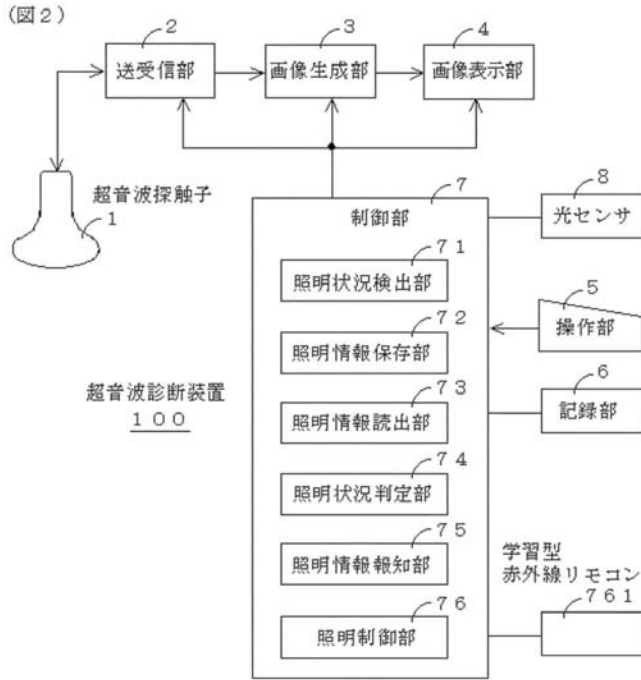 (図２)
２
３
４
送受信部
画像生成部
画像表示部
超音波探触子
１
７
制御部
８
光センサ
７１
照明状況検出部
５
操作部
７２
照明情報保存部
６
記録部
超音波診断装置
１００
７３
照明情報読出部
７４
照明状況判定部
７５
照明情報報知部
学習型
赤外線リモコン
７６１
７６
照明制御部